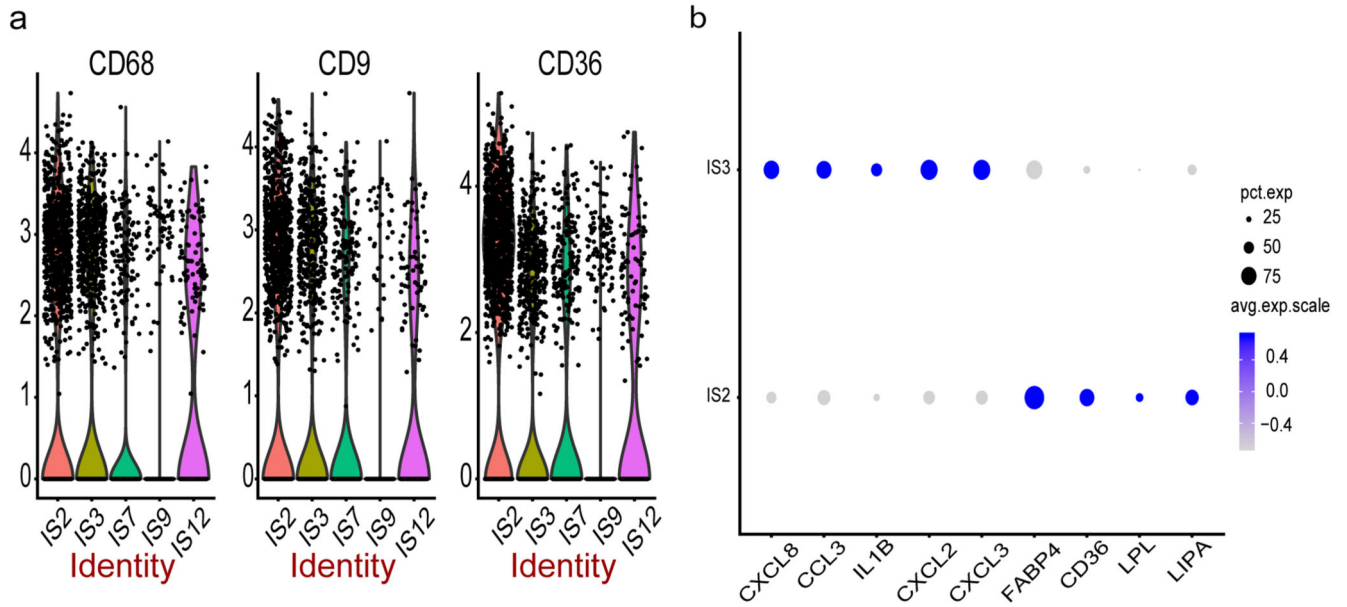 a
CD68
4
3
2
1
0
IS2 IS3 IS7 IS9 IS12
Identity
CD9
4
3
2
1
0
IS2 IS3 IS7 IS9 IS12
Identity
CD36
4
2
0
IS2 IS3 IS7 IS9 IS12
Identity
b
IS3
IS2
CXCL8 CCL3 IL1B CXCL2 CXCL3 FABP4 CD36 LPL LIPA
pct.exp
25
50
75
avg.exp.scale
0.4
0.0
−0.4